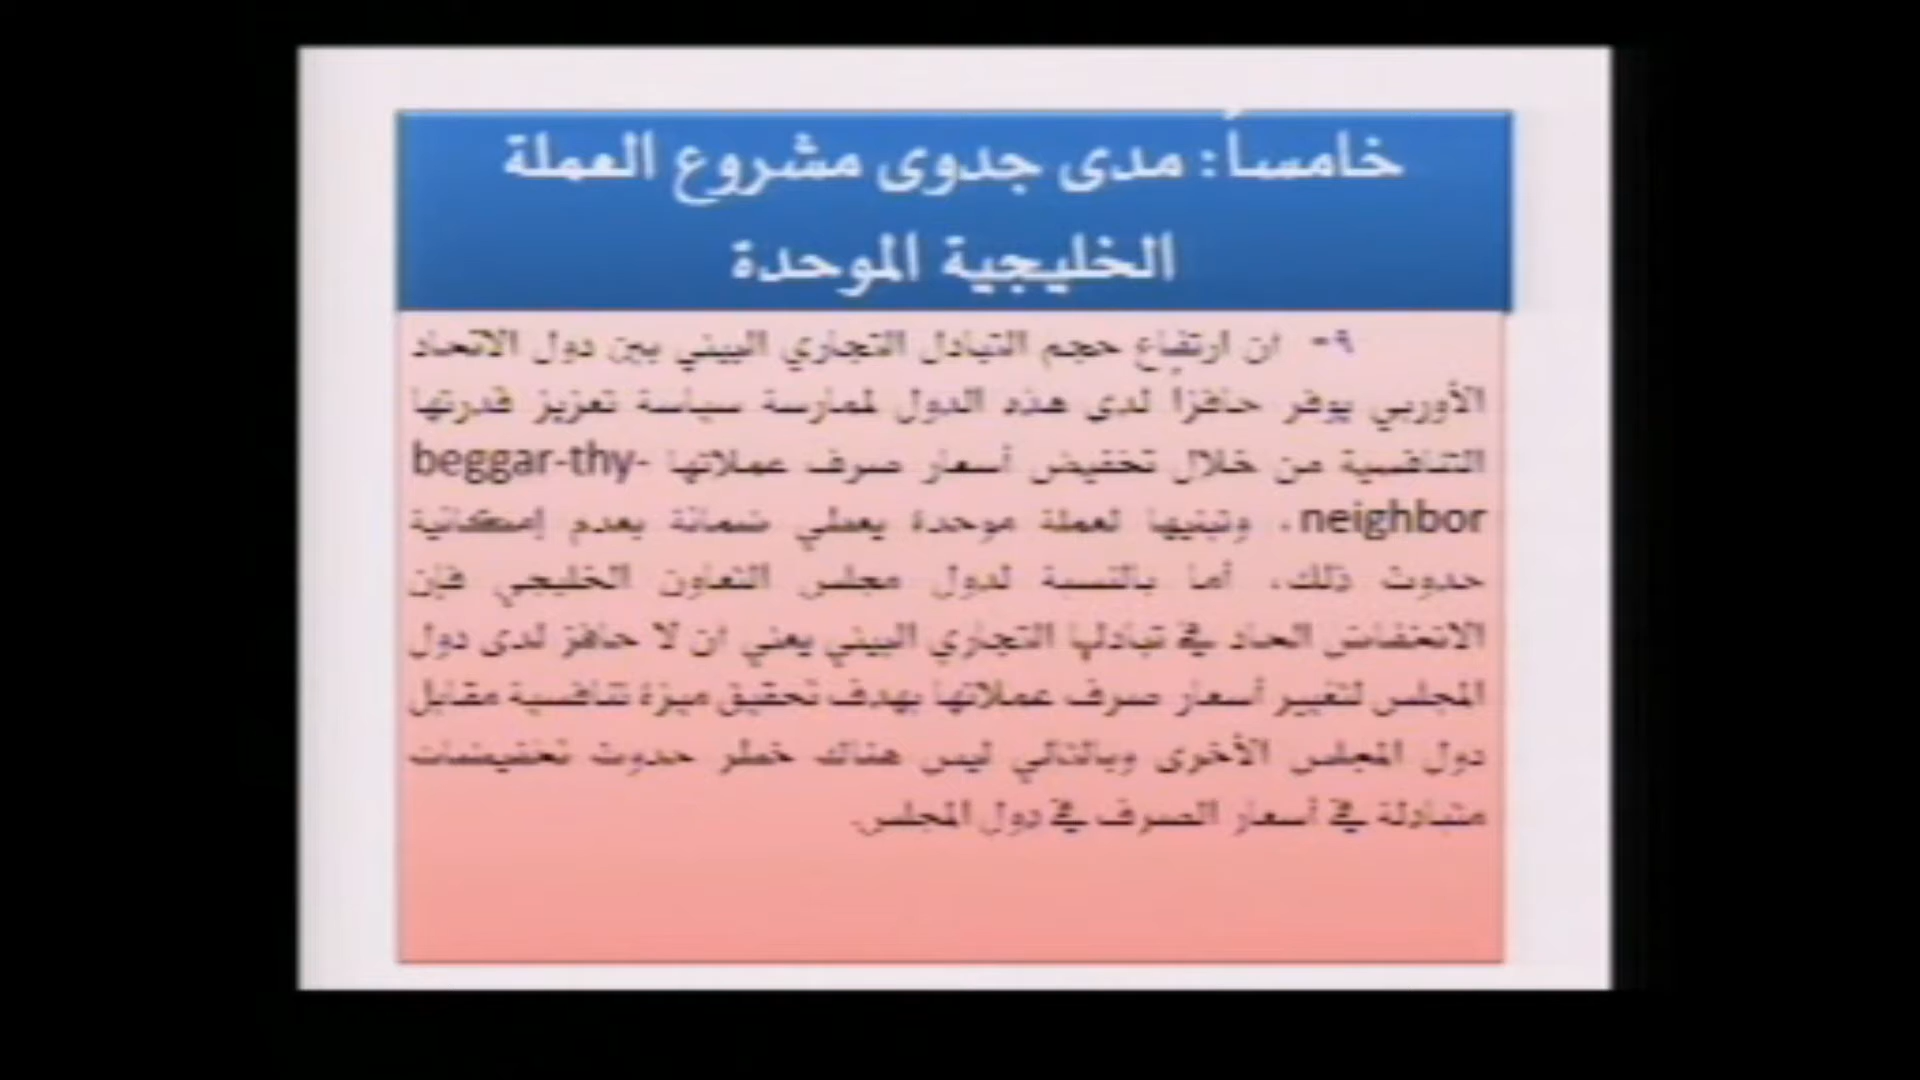 خامساً: مدى جدوى مشروع العملة
الخليجية الموحدة
٩- ان ارتفاع حجم التبادل التجاري البيني بين دول الاتحاد
الأوربي يوفر حافزا لدى هذه الدول لممارسة سياسة تعزيز قدرتها
التنافسية من خلال تخفيض أسعار صرف عملاتها beggar-thy-
neighbor، وتبنيها لعملة موحدة يعطي ضمانة بعدم إمكانية
حدوث ذلك، أما بالنسبة لدول مجلس التعاون الخليجي فإن
الانخفاض الحاد في تبادلها التجاري البيني يعني ان لا حافز لدى دول
المجلس لتغيير أسعار صرف عملاتها بهدف تحقيق ميزة تنافسية مقابل
دول المجلس الأخرى وبالتالي ليس هناك خطر حدوث تخفيضات
متبادلة في أسعار الصرف في دول المجلس.